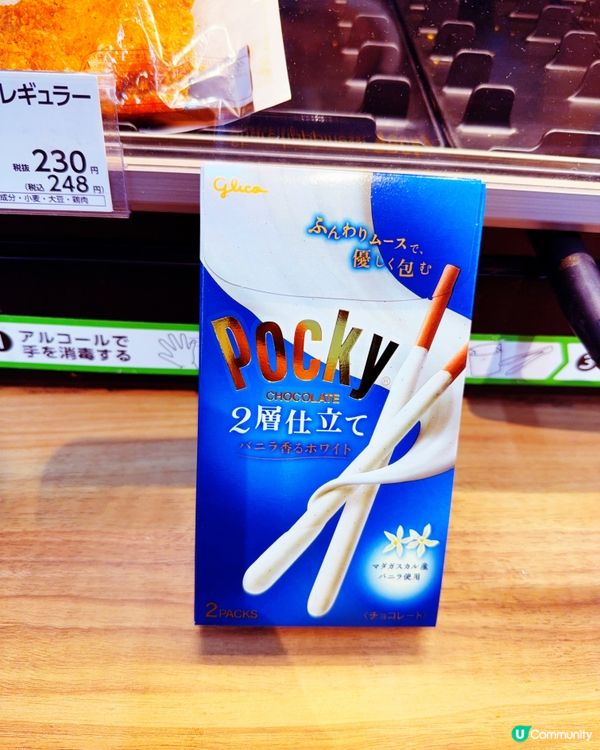 レギュラー
税抜 230円
(税込 248円)
成分・小麦・大豆・鶏肉
glico
ふんわりムースで、
優しく包む
Pocky
CHOCOLATE
2層仕立て
バニラ香るホワイト
マダガスカル産
バニラ使用
2PACKS
(チョコレート)
アルコールで
手を消毒する
3
U Community